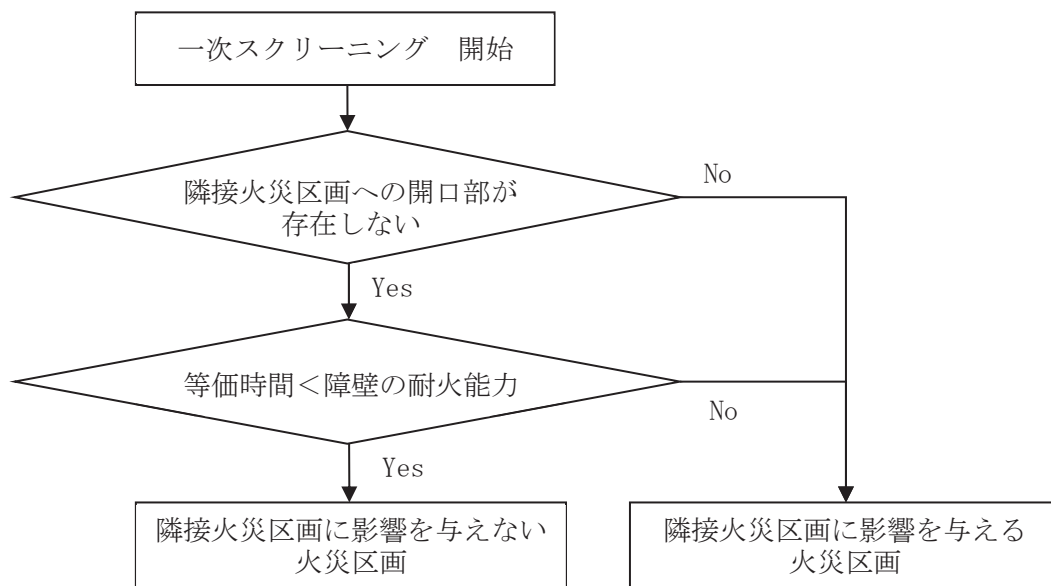 一次スクリーニング　開始
隣接火災区画への開口部が
存在しない
No
Yes
等価時間＜障壁の耐火能力
No
Yes
隣接火災区画に影響を与えない
火災区画
隣接火災区画に影響を与える
火災区画